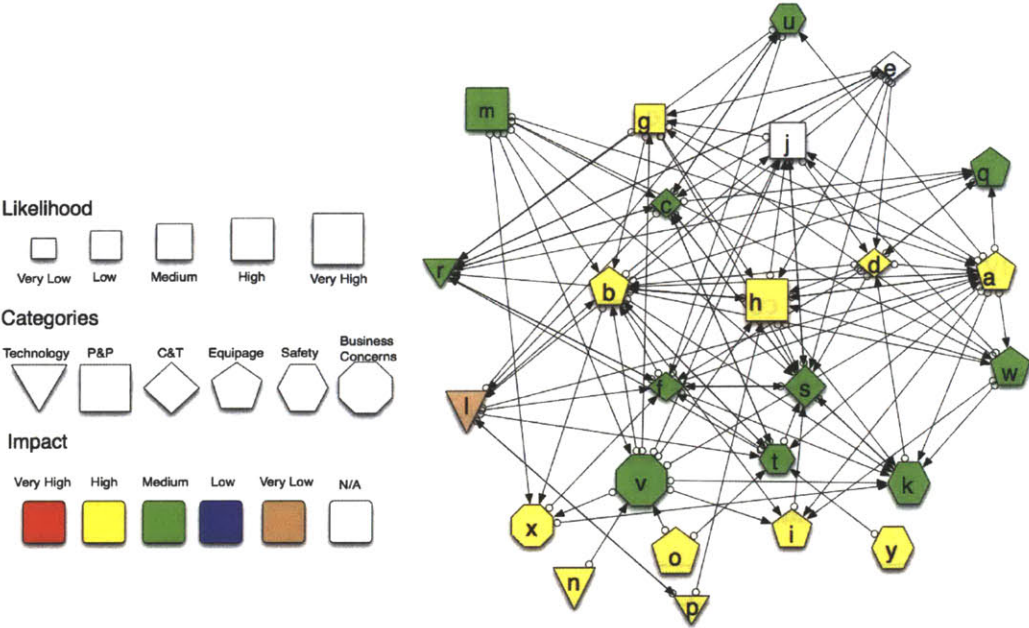 Likelihood
Very Low Low Medium High Very High
Categories
Technology P&P C&T Equipage Safety Business Concerns
Impact
Very High High Medium Low Very Low N/A
u
e
m
g
j
q
c
r
b
h
d
a
l
f
s
w
t
v
k
x
o
i
y
n
p